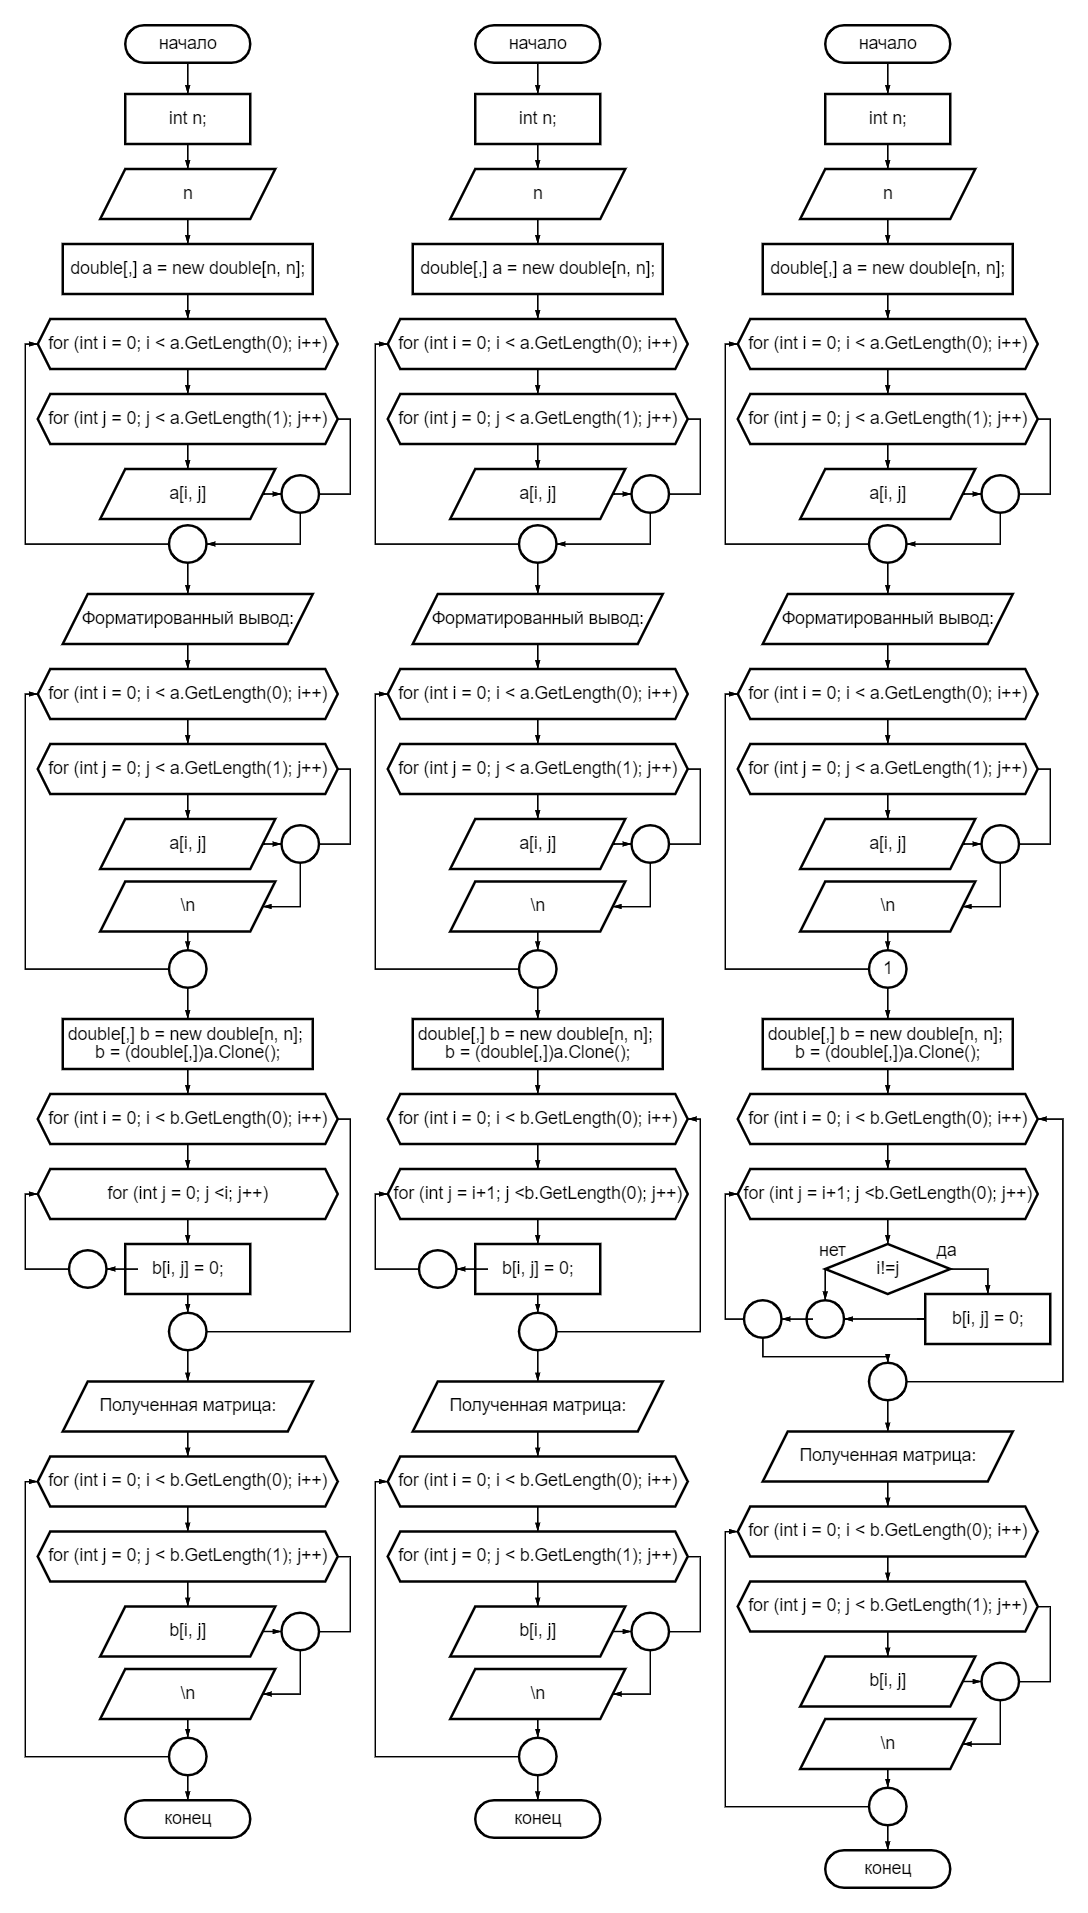 начало
int n;
n
double[,] a = new double[n, n];
for (int i = 0; i < a.GetLength(0); i++)
for (int j = 0; j < a.GetLength(1); j++)
a[i, j]
Форматированный вывод:
for (int i = 0; i < a.GetLength(0); i++)
for (int j = 0; j < a.GetLength(1); j++)
a[i, j]
\n
double[,] b = new double[n, n];
b = (double[,])a.Clone();
for (int i = 0; i < b.GetLength(0); i++)
for (int j = 0; j <i; j++)
b[i, j] = 0;
Полученная матрица:
for (int i = 0; i < b.GetLength(0); i++)
for (int j = 0; j < b.GetLength(1); j++)
b[i, j]
\n
конец
начало
int n;
n
double[,] a = new double[n, n];
for (int i = 0; i < a.GetLength(0); i++)
for (int j = 0; j < a.GetLength(1); j++)
a[i, j]
Форматированный вывод:
for (int i = 0; i < a.GetLength(0); i++)
for (int j = 0; j < a.GetLength(1); j++)
a[i, j]
\n
double[,] b = new double[n, n];
b = (double[,])a.Clone();
for (int i = 0; i < b.GetLength(0); i++)
for (int j = i+1; j <b.GetLength(0); j++)
b[i, j] = 0;
Полученная матрица:
for (int i = 0; i < b.GetLength(0); i++)
for (int j = 0; j < b.GetLength(1); j++)
b[i, j]
\n
конец
начало
int n;
n
double[,] a = new double[n, n];
for (int i = 0; i < a.GetLength(0); i++)
for (int j = 0; j < a.GetLength(1); j++)
a[i, j]
Форматированный вывод:
for (int i = 0; i < a.GetLength(0); i++)
for (int j = 0; j < a.GetLength(1); j++)
a[i, j]
\n
1
double[,] b = new double[n, n];
b = (double[,])a.Clone();
for (int i = 0; i < b.GetLength(0); i++)
for (int j = i+1; j <b.GetLength(0); j++)
нет
да
i!=j
b[i, j] = 0;
Полученная матрица:
for (int i = 0; i < b.GetLength(0); i++)
for (int j = 0; j < b.GetLength(1); j++)
b[i, j]
\n
конец